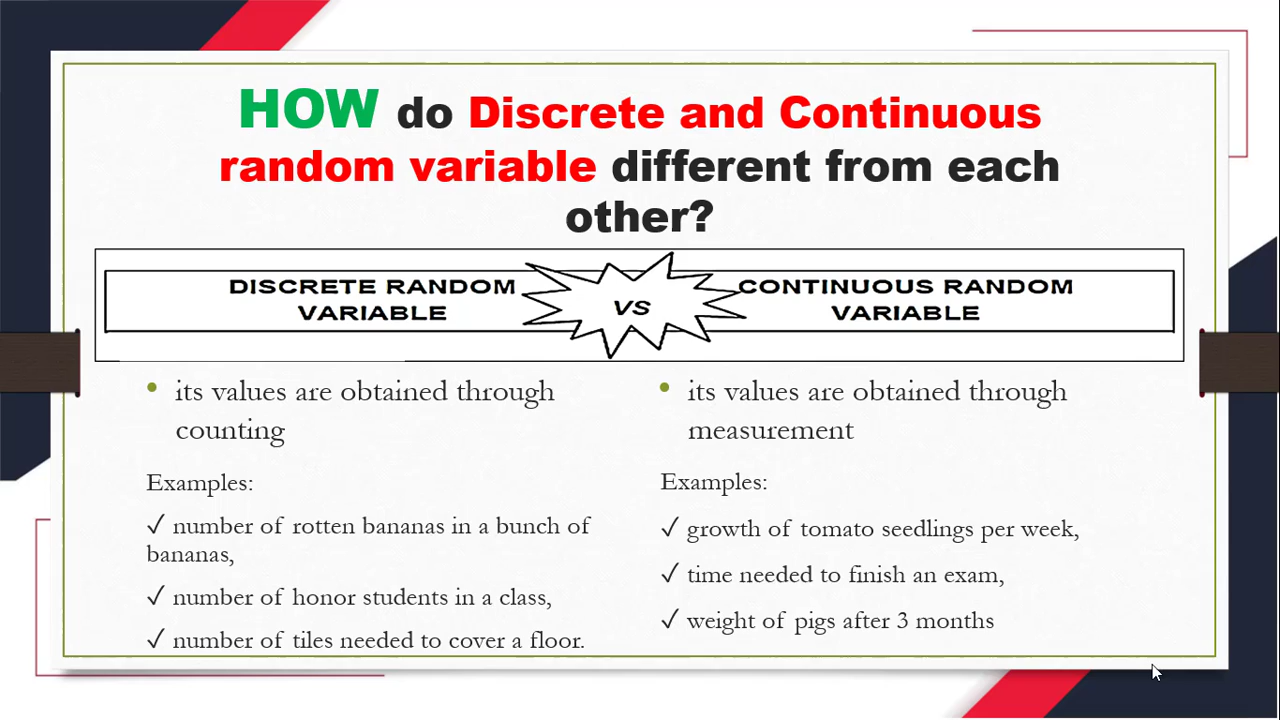 HOW do Discrete and Continuous
random variable different from each
other?
DISCRETE RANDOM
VARIABLE
VS
CONTINUOUS RANDOM
VARIABLE
• its values are obtained through
counting
Examples:
✓ number of rotten bananas in a bunch of
bananas,
✓ number of honor students in a class,
✓ number of tiles needed to cover a floor.
• its values are obtained through
measurement
Examples:
✓ growth of tomato seedlings per week,
✓ time needed to finish an exam,
✓ weight of pigs after 3 months